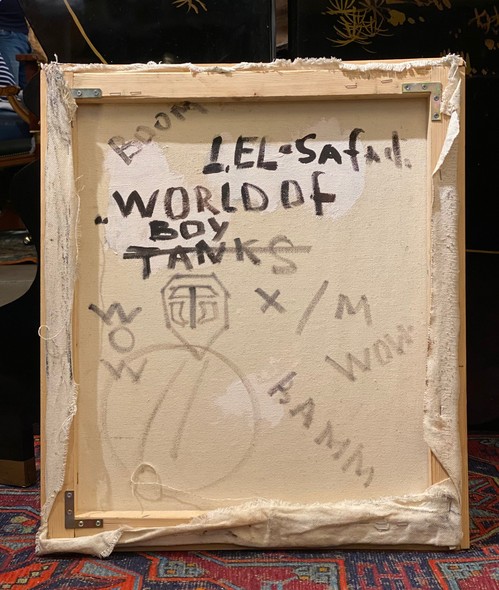 BOOM
I.EL-Safadi.
"WORLD OF
BOY
TANKS
X/M
WOW
WOW
BAMM